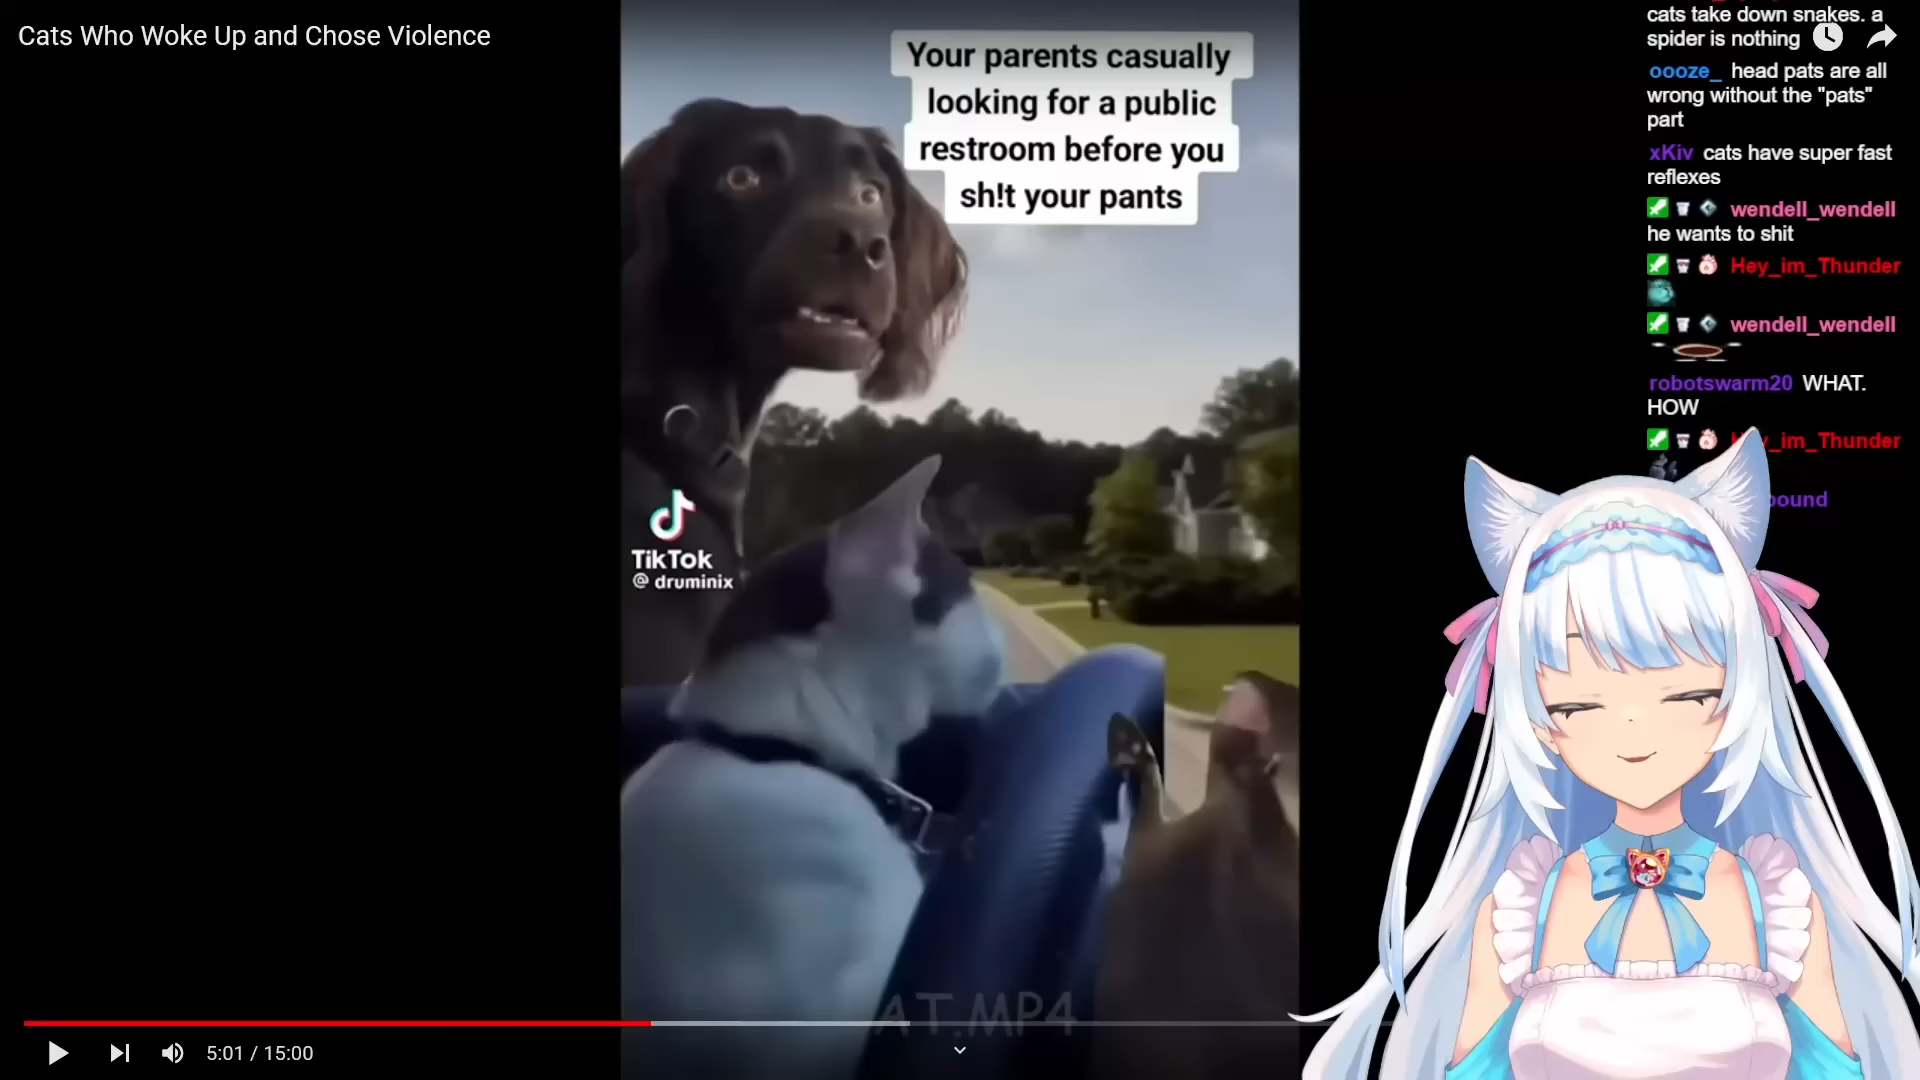 Cats Who Woke Up and Chose Violence
Your parents casually
looking for a public
restroom before you
sh!t your pants
TikTok
@ druminix
AT.MP4
5:01 / 15:00
cats take down snakes. a
spider is nothing
oooze_ head pats are all
wrong without the "pats"
part
xKiv cats have super fast
reflexes
wendell_wendell
he wants to shit
Hey_im_Thunder
wendell_wendell
robotswarm20 WHAT.
HOW
_im_Thunder
ound